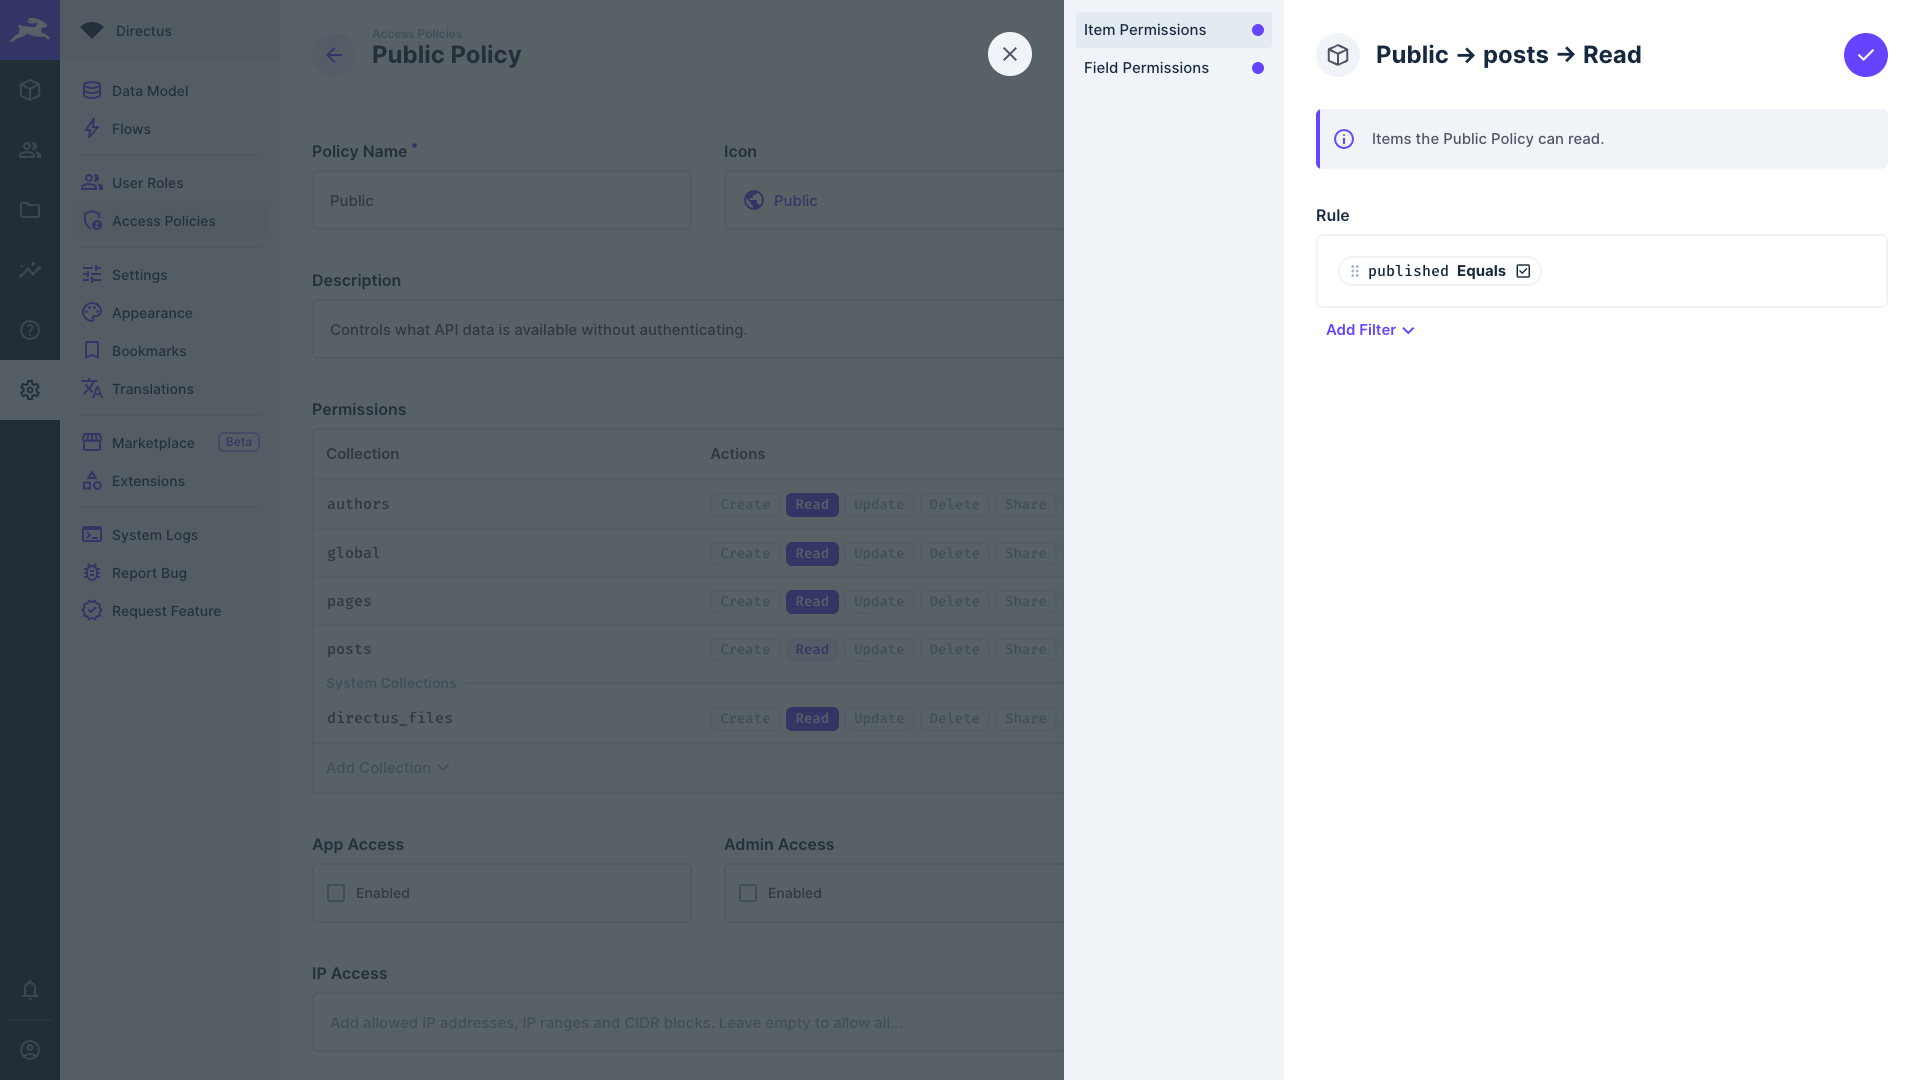 Directus
Data Model
Flows
User Roles
Access Policies
Settings
Appearance
Bookmarks
Translations
Marketplace Beta
Extensions
System Logs
Report Bug
Request Feature
Access Policies
Public Policy
Policy Name *
Icon
Public
Public
Description
Controls what API data is available without authenticating.
Permissions
Collection Actions
authors Create Read Update Delete Share
global Create Read Update Delete Share
pages Create Read Update Delete Share
posts Create Read Update Delete Share
System Collections
directus_files Create Read Update Delete Share
Add Collection
App Access
Admin Access
Enabled
Enabled
IP Access
Add allowed IP addresses, IP ranges and CIDR blocks. Leave empty to allow all...
Item Permissions
Field Permissions
Public → posts → Read
Items the Public Policy can read.
Rule
published Equals
Add Filter